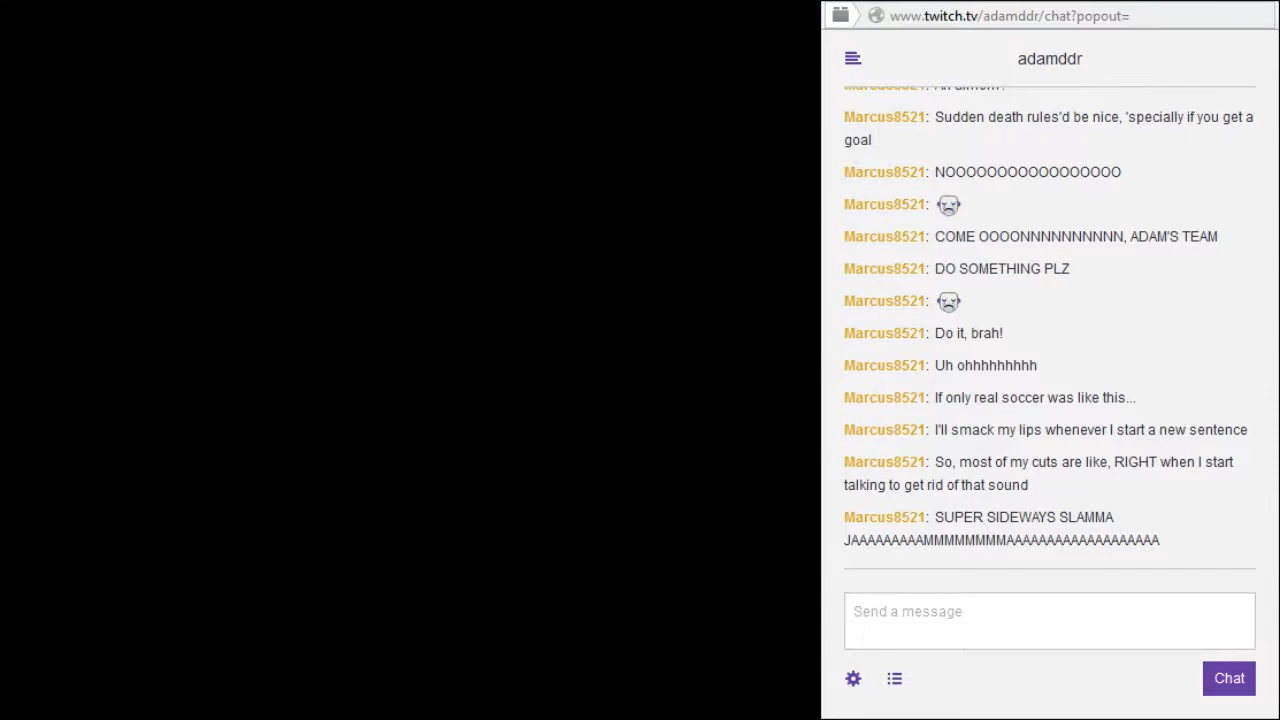 www.twitch.tv/adamddr/chat?popout=
adamddr
Marcus8521:
Marcus8521: Sudden death rules'd be nice, 'specially if you get a
goal
Marcus8521: NOOOOOOOOOOOOOOOOO
Marcus8521:
Marcus8521: COME OOOONNNNNNNNNN, ADAM'S TEAM
Marcus8521: DO SOMETHING PLZ
Marcus8521:
Marcus8521: Do it, brah!
Marcus8521: Uh ohhhhhhhhh
Marcus8521: If only real soccer was like this...
Marcus8521: I'll smack my lips whenever I start a new sentence
Marcus8521: So, most of my cuts are like, RIGHT when I start
talking to get rid of that sound
Marcus8521: SUPER SIDEWAYS SLAMMA
JAAAAAAAAAMMMMMMMMAAAAAAAAAAAAAAAAAAA
Send a message
Chat